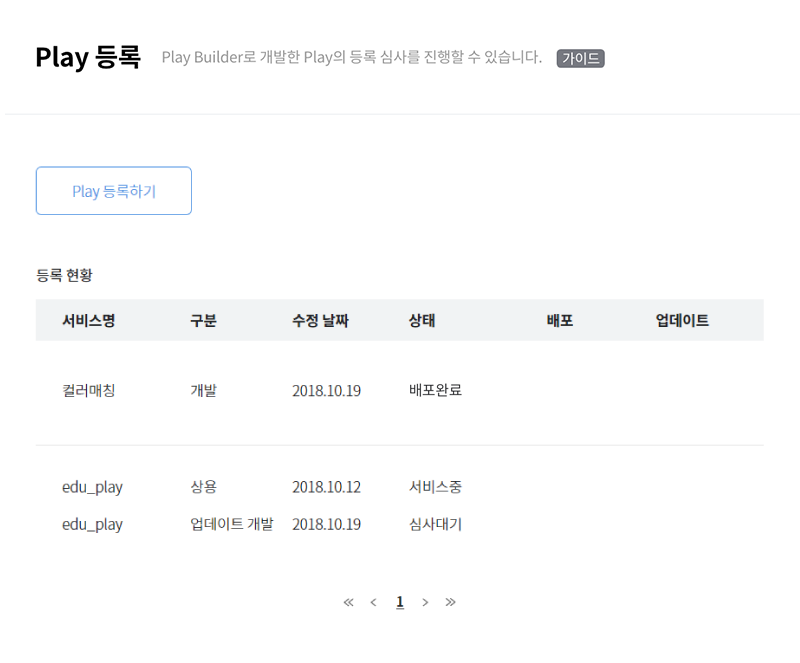 Play 등록 Play Builder로 개발한 Play의 등록 심사를 진행할 수 있습니다. 가이드
Play 등록하기
등록 현황
서비스명 구분 수정 날짜 상태 배포 업데이트
컬러매칭 개발 2018.10.19 배포완료
edu_play 상용 2018.10.12 서비스중
edu_play 업데이트 개발 2018.10.19 심사대기
« < 1 > »